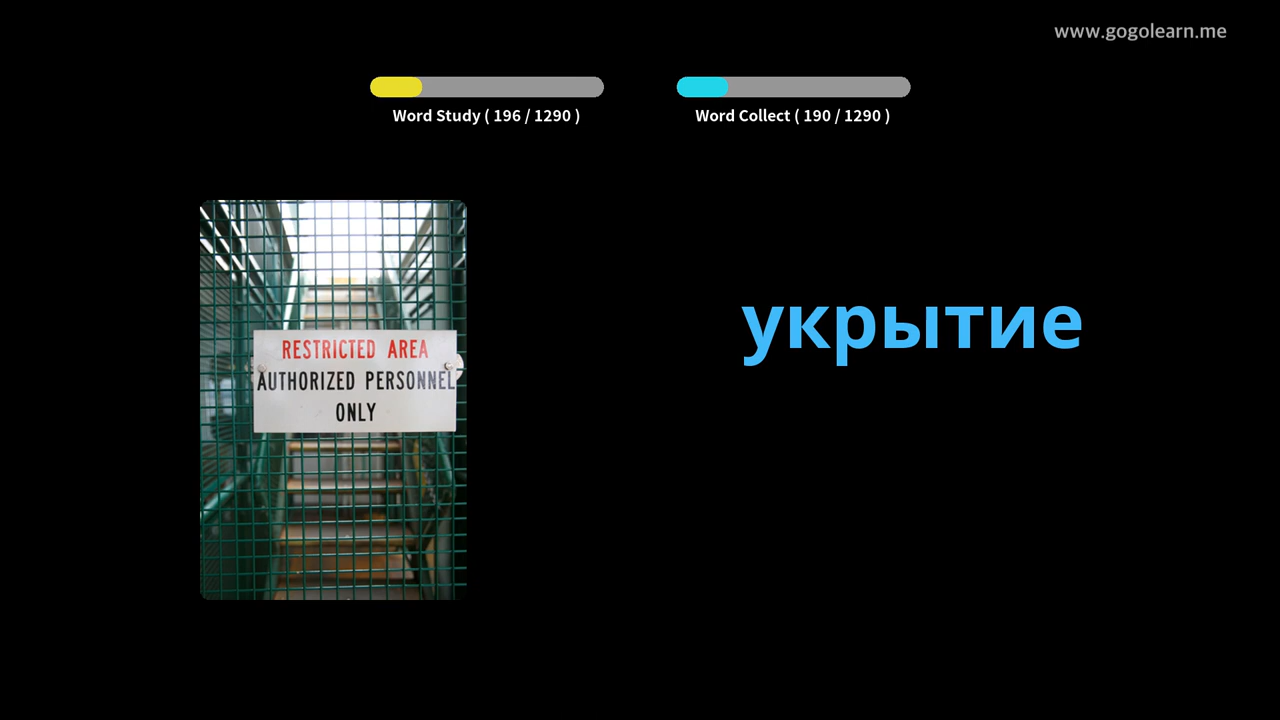 www.gogolearn.me
Word Study ( 196 / 1290 )
Word Collect ( 190 / 1290 )
RESTRICTED AREA
AUTHORIZED PERSONNEL
ONLY
укрытие